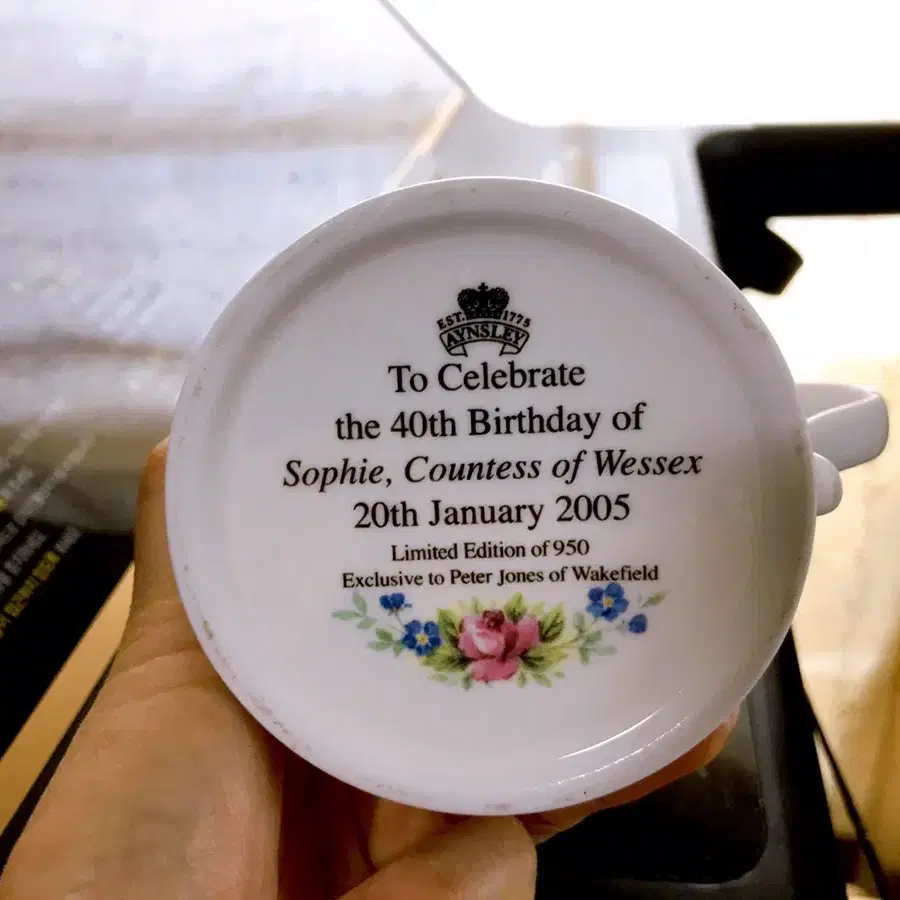 EST. 1775
AYNSLEY
To Celebrate
the 40th Birthday of
Sophie, Countess of Wessex
20th January 2005
Limited Edition of 950
Exclusive to Peter Jones of Wakefield